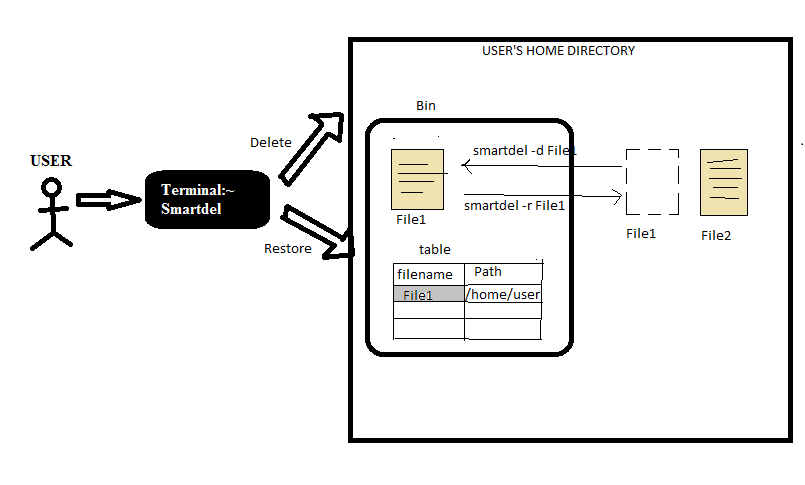 USER'S HOME DIRECTORY
Bin
Delete
smartdel -d File1
USER
Terminal:~
Smartdel
smartdel -r File1
File1
File1
File2
Restore
table
filename Path
File1 /home/user